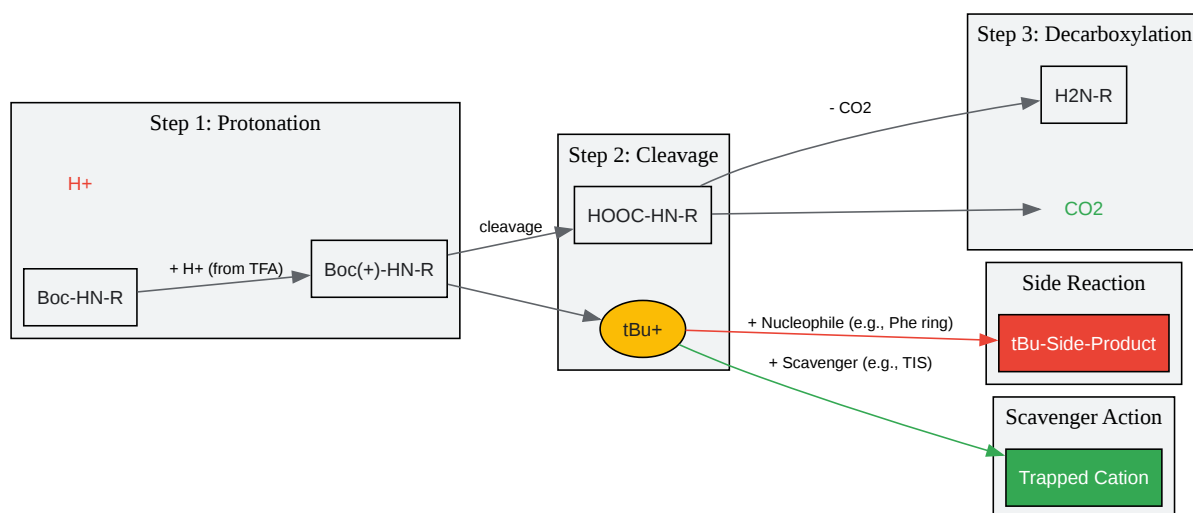 Step 1: Protonation
H+
Boc-HN-R
+ H+ (from TFA)
Boc(+)-HN-R
cleavage
Step 2: Cleavage
HOOC-HN-R
tBu+
- CO2
Step 3: Decarboxylation
H2N-R
CO2
+ Nucleophile (e.g., Phe ring)
Side Reaction
tBu-Side-Product
+ Scavenger (e.g., TIS)
Scavenger Action
Trapped Cation